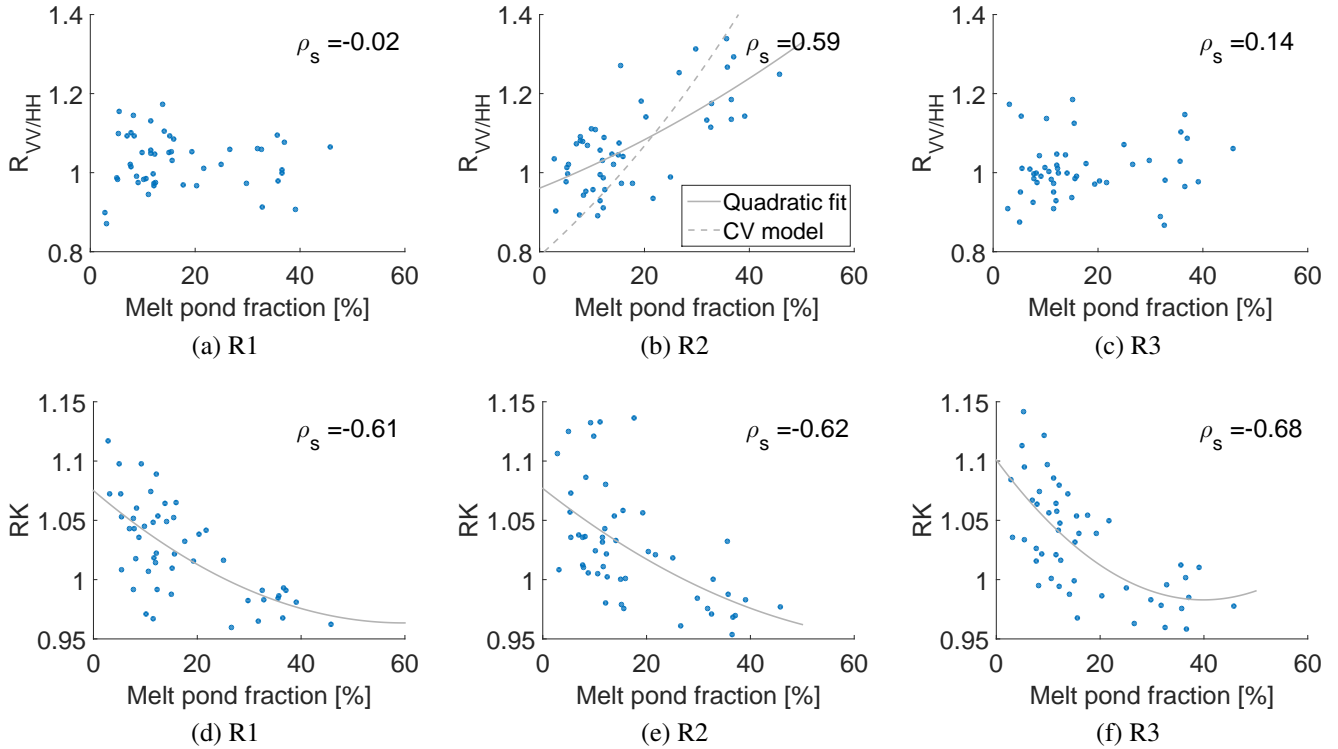 1.4
1.2
1
0.8
R_VV/HH
ρ_s =-0.02
0 20 40 60
Melt pond fraction [%]
(a) R1
1.4
1.2
1
0.8
R_VV/HH
ρ_s =0.59
Quadratic fit
CV model
0 20 40 60
Melt pond fraction [%]
(b) R2
1.4
1.2
1
0.8
R_VV/HH
ρ_s =0.14
0 20 40 60
Melt pond fraction [%]
(c) R3
1.15
1.1
1.05
1
0.95
RK
ρ_s =-0.61
0 20 40 60
Melt pond fraction [%]
(d) R1
1.15
1.1
1.05
1
0.95
RK
ρ_s =-0.62
0 20 40 60
Melt pond fraction [%]
(e) R2
1.15
1.1
1.05
1
0.95
RK
ρ_s =-0.68
0 20 40 60
Melt pond fraction [%]
(f) R3